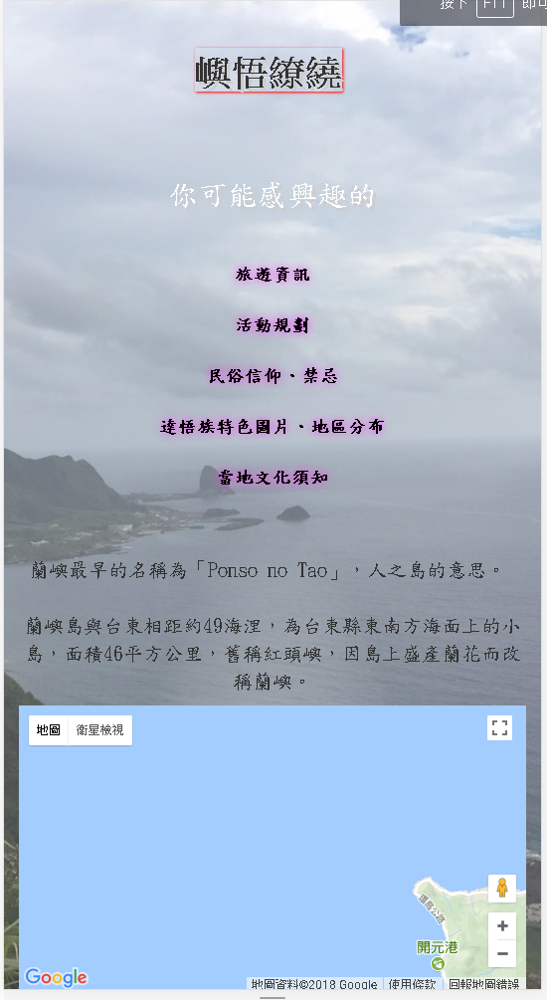 按下 F11 即可
嶼悟繚繞
你可能感興趣的
旅遊資訊
活動規劃
民俗信仰、禁忌
達悟族特色圖片、地區分布
當地文化須知
蘭嶼最早的名稱為「Ponso no Tao」，人之島的意思。
蘭嶼島與台東相距約49海浬，為台東縣東南方海面上的小
島，面積46平方公里，舊稱紅頭嶼，因島上盛產蘭花而改
稱蘭嶼。
地圖 衛星檢視
環島公路
開元港
Google
地圖資料©2018 Google 使用條款 回報地圖錯誤